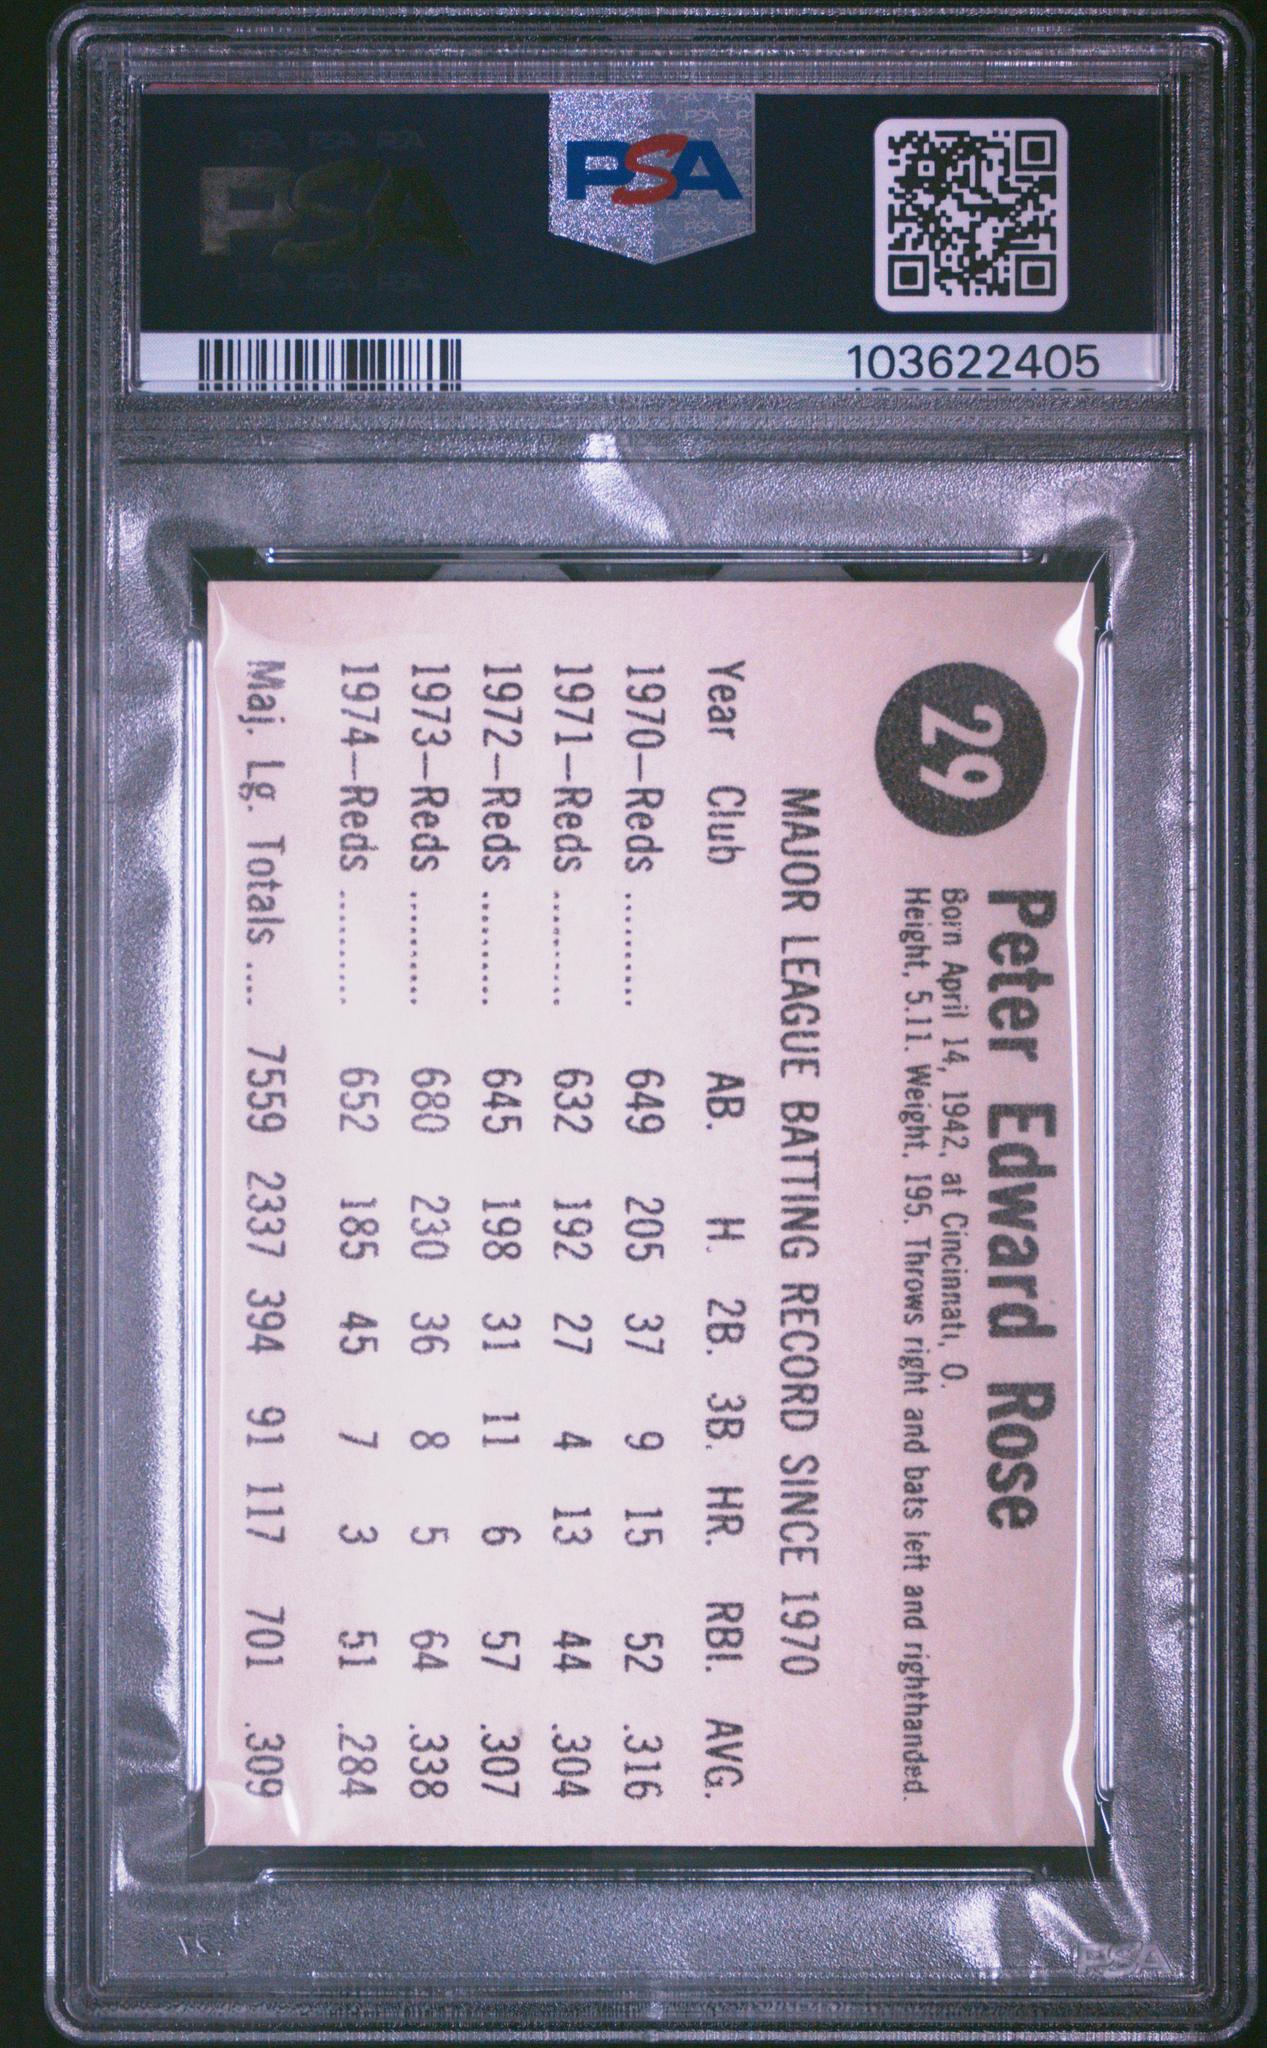 PSA
PSA
103622405
29
Peter Edward Rose
Born April 14, 1942, at Cincinnati, O.
Height, 5.11. Weight, 195. Throws right and bats left and righthanded.
MAJOR LEAGUE BATTING RECORD SINCE 1970
Year Club AB. H. 2B. 3B. HR. RBI. AVG.
1970—Reds ......... 649 205 37 9 15 52 .316
1971—Reds ......... 632 192 27 4 13 44 .304
1972—Reds ......... 645 198 31 11 6 57 .307
1973—Reds ......... 680 230 36 8 5 64 .338
1974—Reds ......... 652 185 45 7 3 51 .284
Maj. Lg. Totals .... 7559 2337 394 91 117 701 .309
PSA